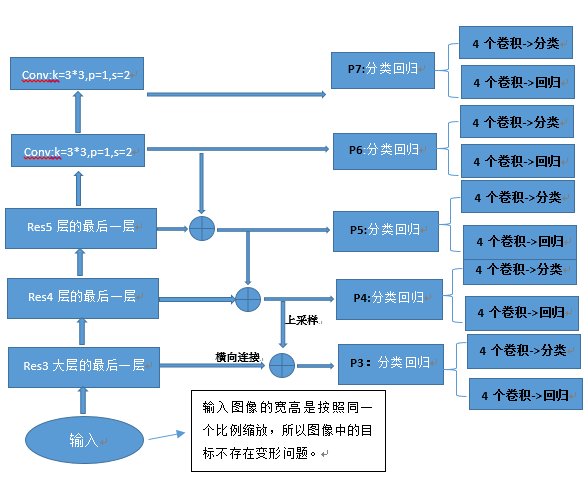 4 个卷积->分类
P7:分类回归
Conv:k=3*3,p=1,s=2
4 个卷积->回归
4 个卷积->分类
Conv:k=3*3,p=1,s=2
P6:分类回归
4 个卷积->回归
4 个卷积->分类
Res5 层的最后一层
P5:分类回归
4 个卷积->回归
4 个卷积->分类
Res4 层的最后一层
P4:分类回归
4 个卷积->回归
上采样
横向连接
Res3 大层的最后一层
P3：分类回归
4 个卷积->分类
4 个卷积->回归
输入
输入图像的宽高是按照同一
个比例缩放，所以图像中的目
标不存在变形问题。